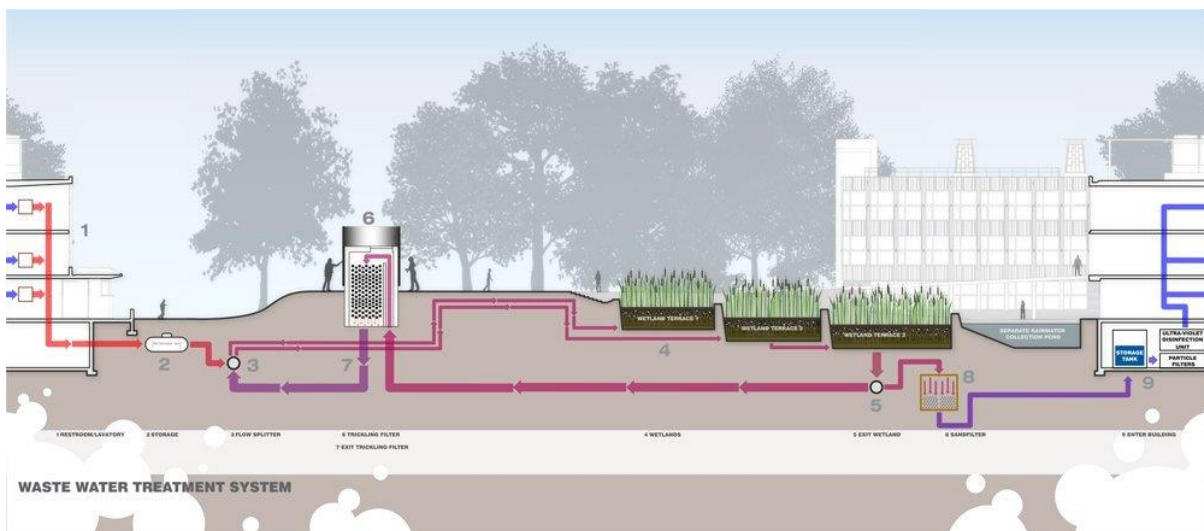 6
1
WETLAND TERRACE 1
WETLAND TERRACE 2
WETLAND TERRACE 3
SEPARATE RAINWATER
COLLECTION POND
ULTRA-VIOLET
DISINFECTION
UNIT
STORAGE
TANK
PARTICLE
FILTERS
2
3
7
4
5
8
9
1 RESTROOM/LAVATORY
2 STORAGE
3 FLOW SPLITTER
6 TRICKLING FILTER
4 WETLANDS
5 EXIT WETLAND
8 SANDFILTER
9 ENTER BUILDING
7 EXIT TRICKLING FILTER
WASTE WATER TREATMENT SYSTEM